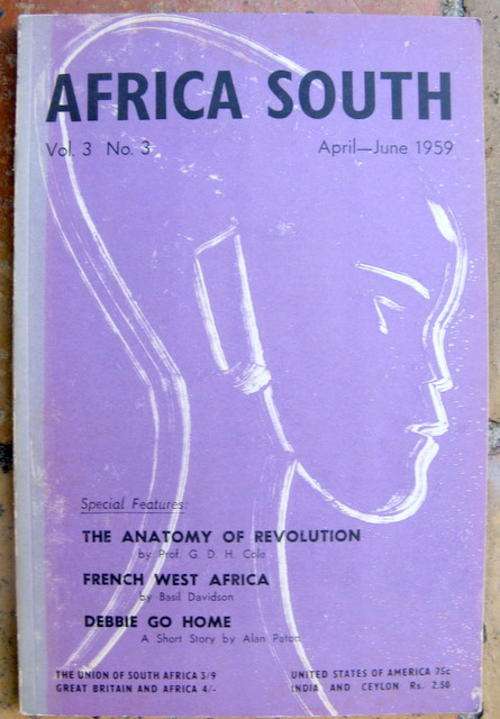 AFRICA SOUTH
Vol. 3 No. 3 April—June 1959
Special Features:
THE ANATOMY OF REVOLUTION
by Prof. G. D. H. Cole
FRENCH WEST AFRICA
by Basil Davidson
DEBBIE GO HOME
A Short Story by Alan Paton
THE UNION OF SOUTH AFRICA 3/9 UNITED STATES OF AMERICA 75c
GREAT BRITAIN AND AFRICA 4/- INDIA AND CEYLON Rs. 2.50